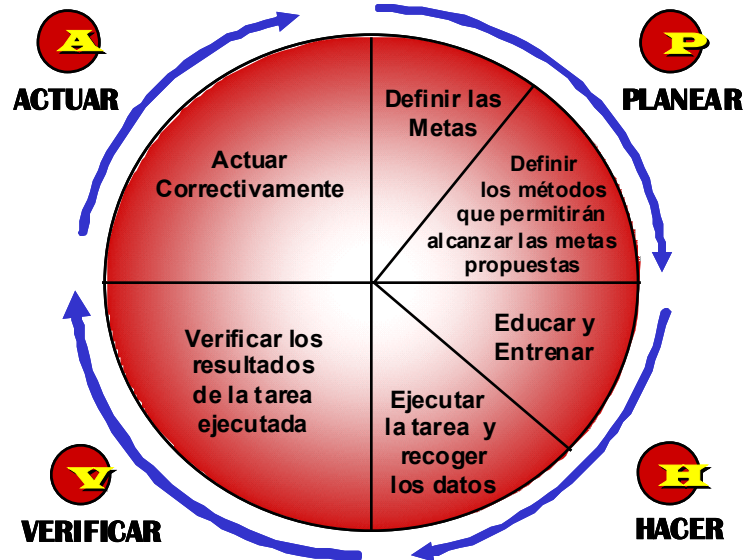 A
ACTUAR
P
PLANEAR
Definir las
Metas
Definir
los métodos
que permitirán
alcanzar las metas
propuestas
Educar y
Entrenar
Ejecutar
la tarea y
recoger
los datos
H
HACER
Verificar los
resultados
de la tarea
ejecutada
V
VERIFICAR
Actuar
Correctivamente